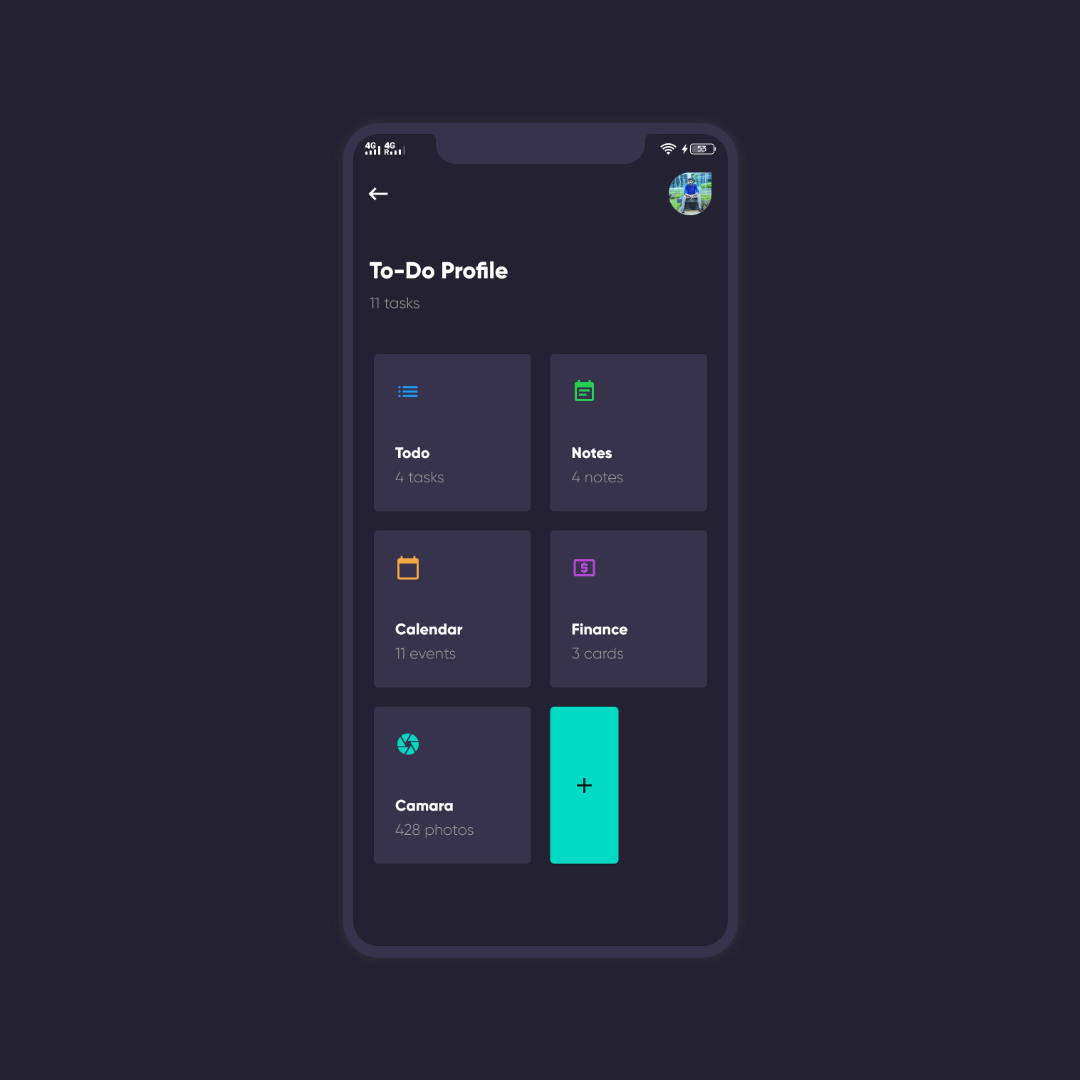 4G 4G
R
53
To-Do Profile
11 tasks
Todo
4 tasks
Notes
4 notes
Calendar
11 events
Finance
3 cards
Camara
428 photos